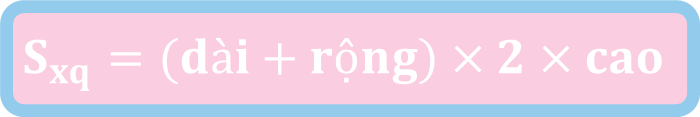 Sxq = (dài + rộng) × 2 × cao